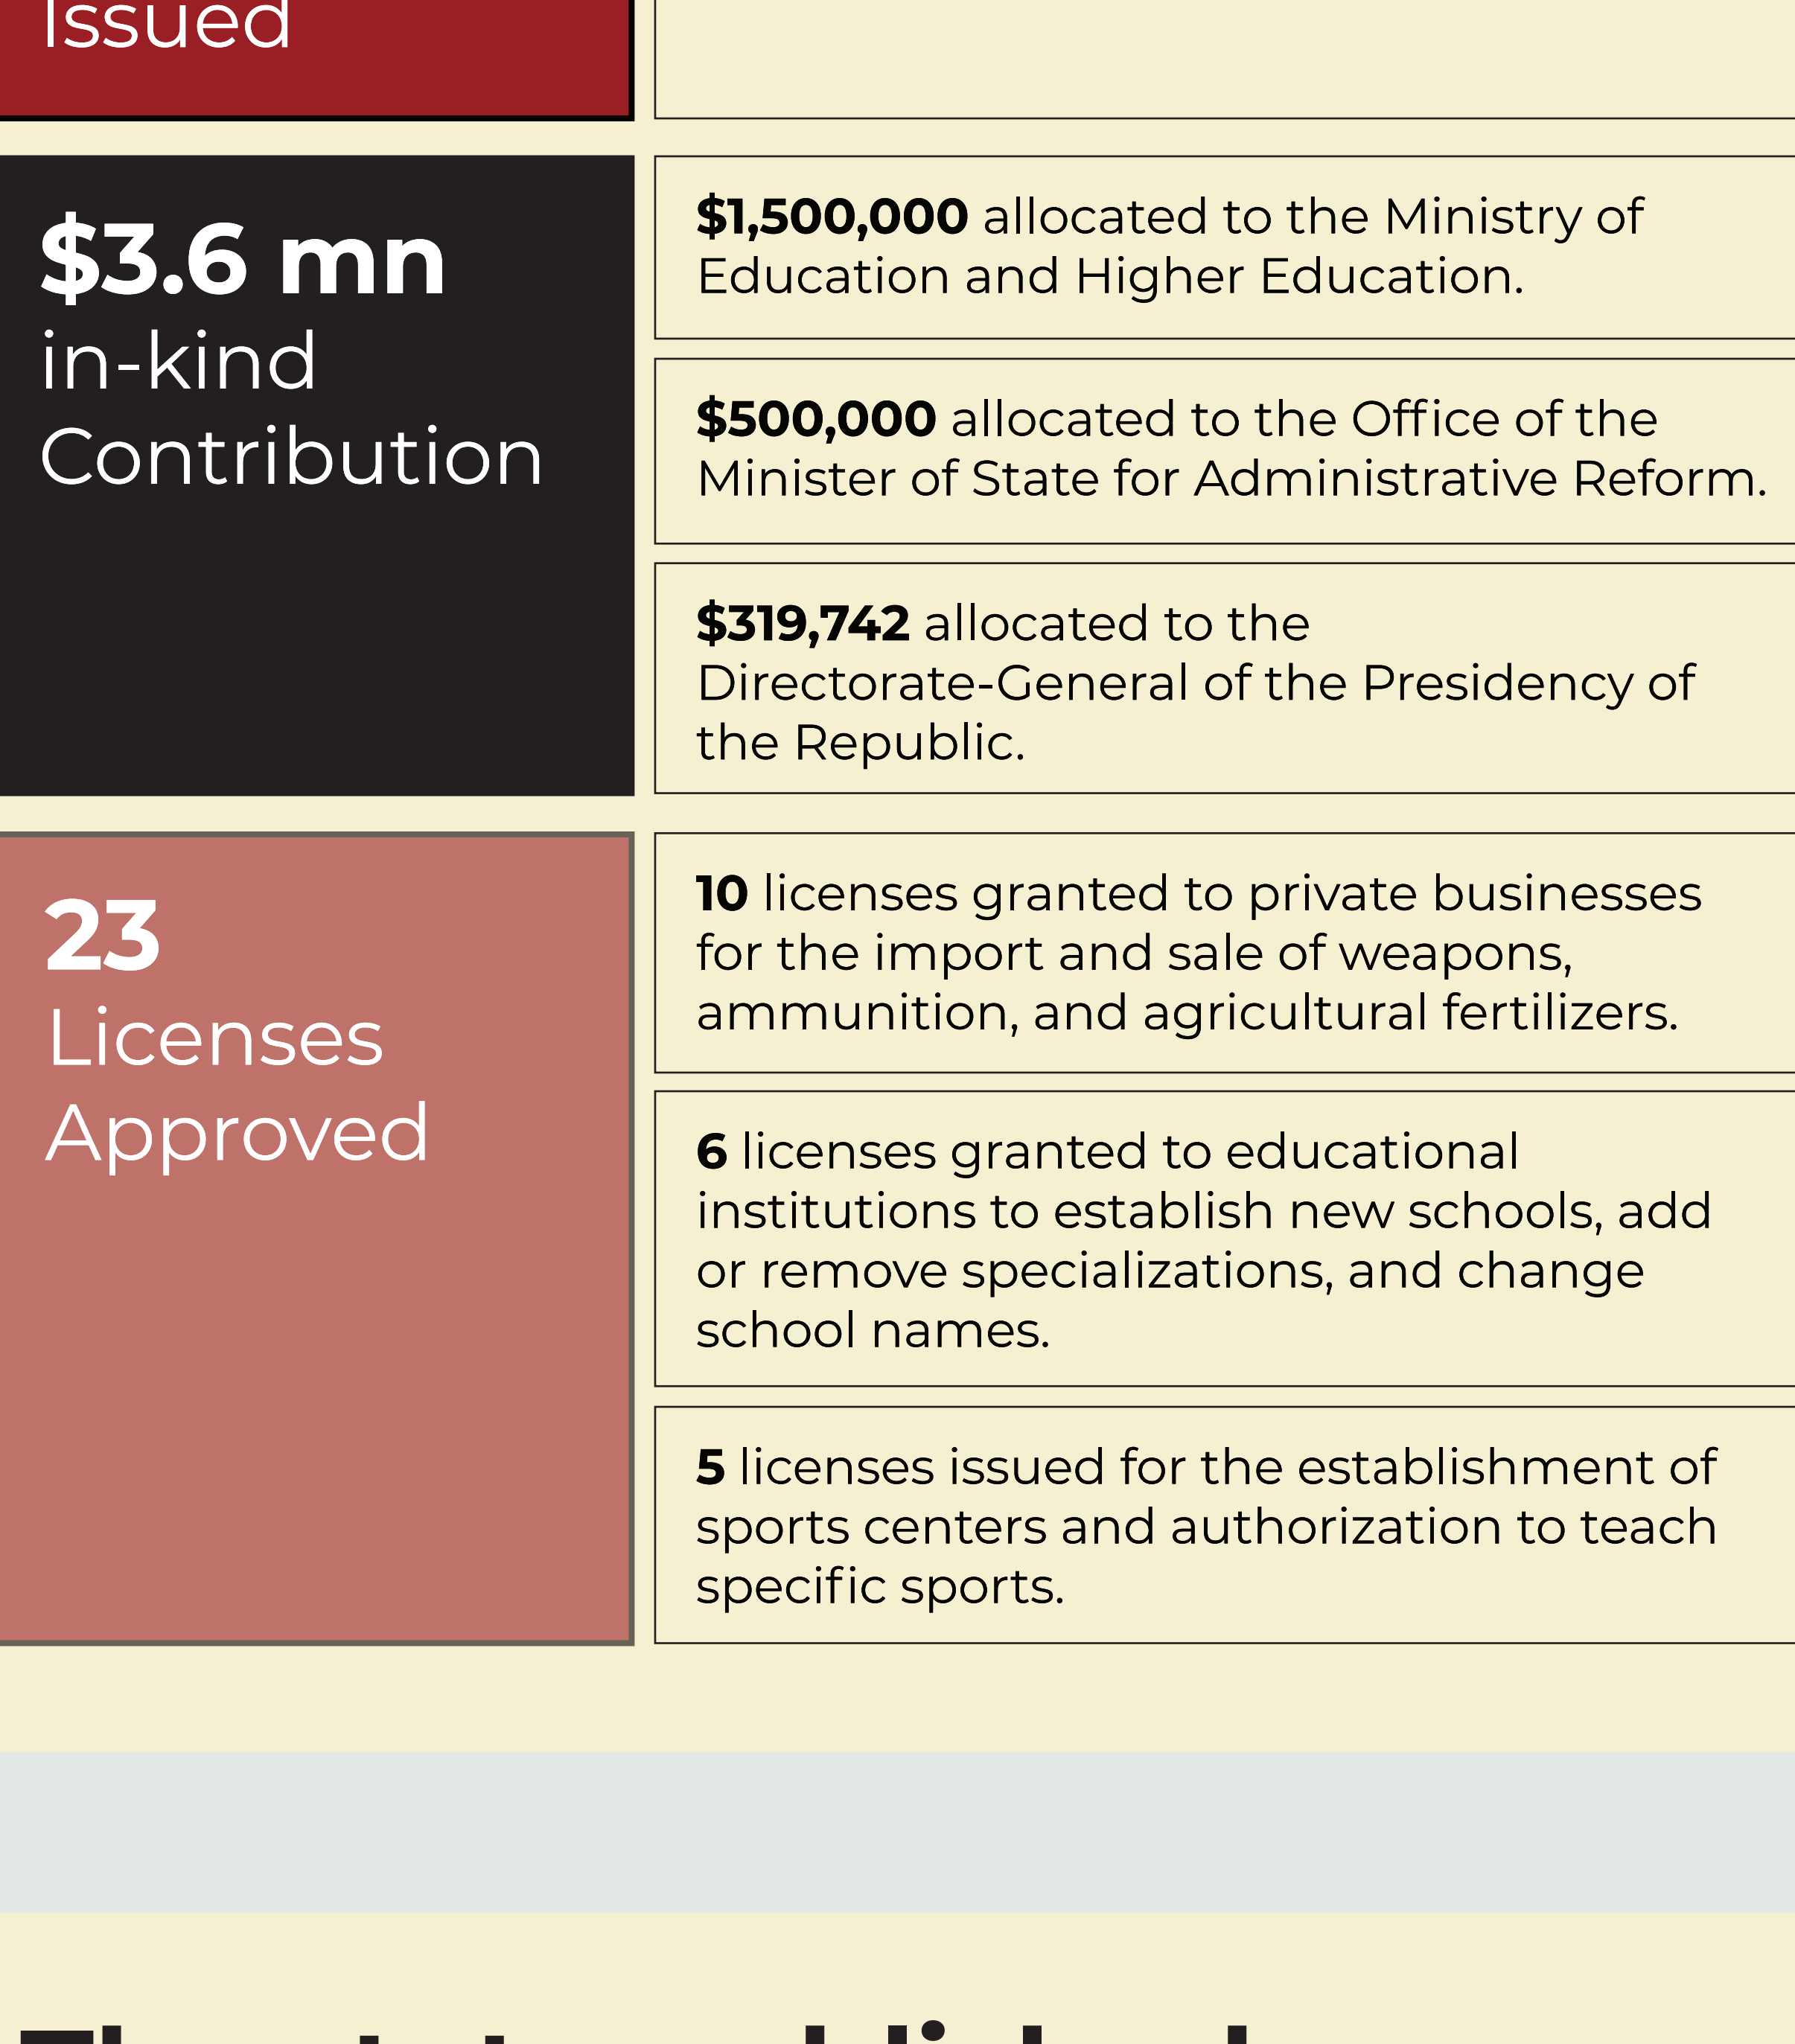 Issued
$3.6 mn
in-kind
Contribution
$1,500,000 allocated to the Ministry of
Education and Higher Education.
$500,000 allocated to the Office of the
Minister of State for Administrative Reform.
$319,742 allocated to the
Directorate-General of the Presidency of
the Republic.
23
Licenses
Approved
10 licenses granted to private businesses
for the import and sale of weapons,
ammunition, and agricultural fertilizers.
6 licenses granted to educational
institutions to establish new schools, add
or remove specializations, and change
school names.
5 licenses issued for the establishment of
sports centers and authorization to teach
specific sports.